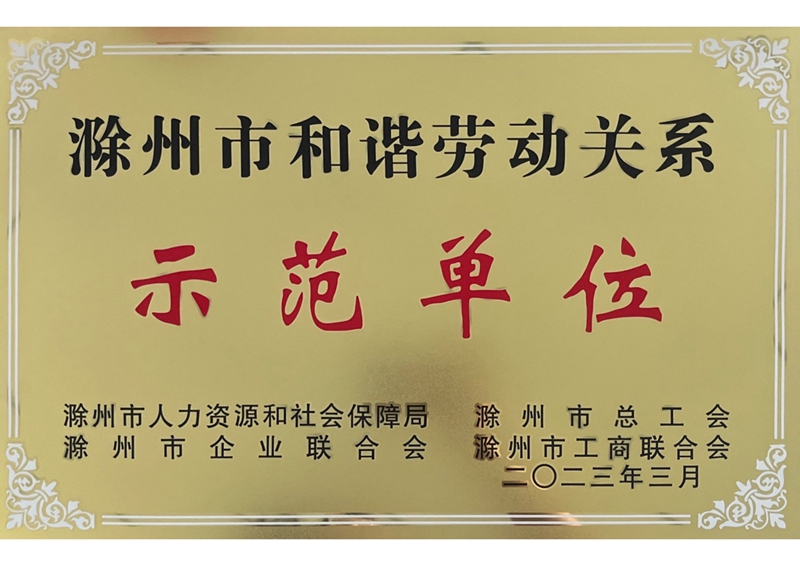 滁州市和谐劳动关系
示范单位
滁州市人力资源和社会保障局 滁州市总工会
滁州市企业联合会 滁州市工商联合会
二〇二三年三月